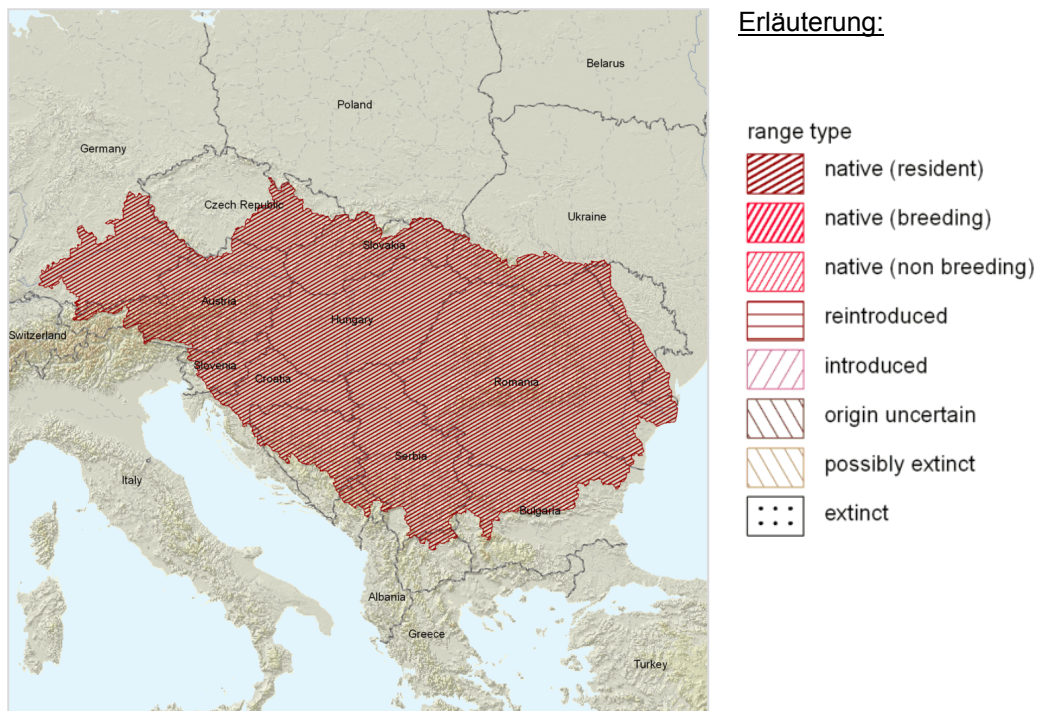 Erläuterung:
Belarus
Poland
Germany
Czech Republic
Ukraine
Slovakia
Austria
Hungary
Switzerland
Slovenia
Croatia
Romania
Serbia
Italy
Bulgaria
Albania
Greece
Turkey
range type
native (resident)
native (breeding)
native (non breeding)
reintroduced
introduced
origin uncertain
possibly extinct
extinct